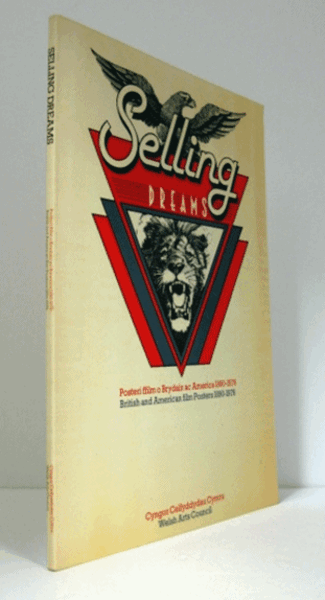 SELLING DREAMS
Selling
DREAMS
Posteri ffilm o Brydain ac America 1890-1976
British and American film Posters 1890-1976
Cyngor Celfyddydau Cymru
Welsh Arts Council